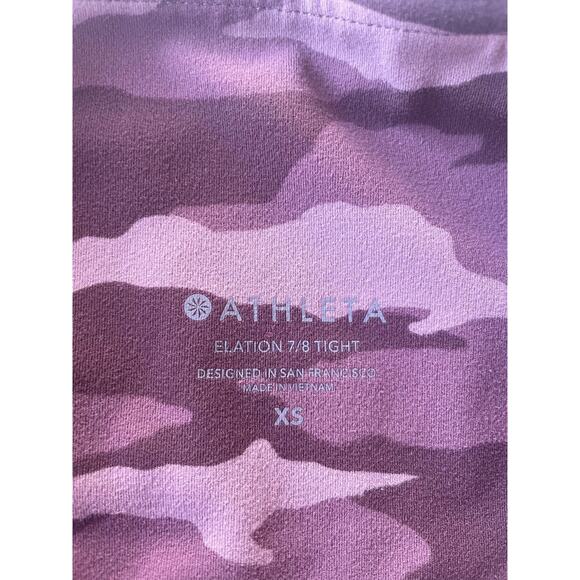 ATHLETA
ELATION 7/8 TIGHT
DESIGNED IN SAN FRANCISCO
MADE IN VIETNAM
XS